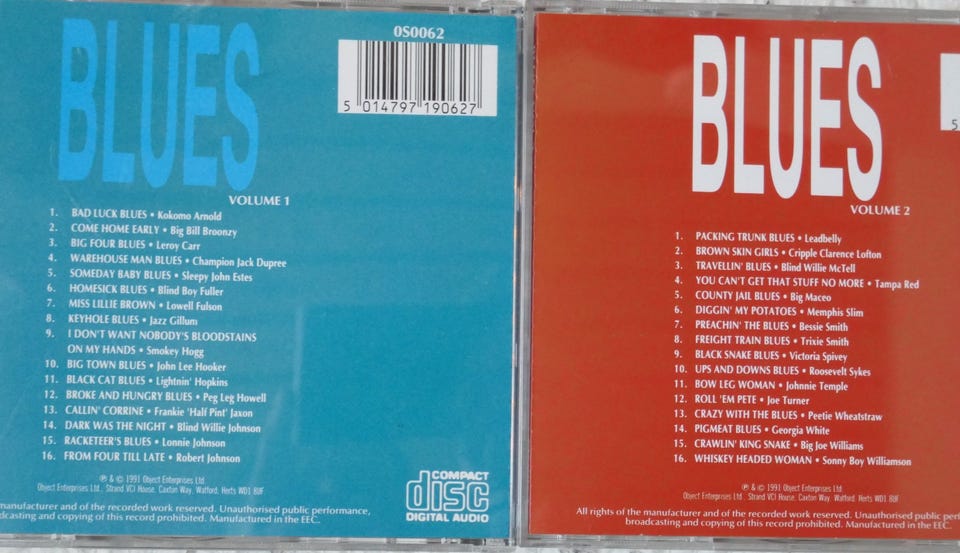 BLUES
OS0062
5 014797 190627
VOLUME 1
1. BAD LUCK BLUES • Kokomo Arnold
2. COME HOME EARLY • Big Bill Broonzy
3. BIG FOUR BLUES • Leroy Carr
4. WAREHOUSE MAN BLUES • Champion Jack Dupree
5. SOMEDAY BABY BLUES • Sleepy John Estes
6. HOMESICK BLUES • Blind Boy Fuller
7. MISS LILLIE BROWN • Lowell Fulson
8. KEYHOLE BLUES • Jazz Gillum
9. I DON'T WANT NOBODY'S BLOODSTAINS
ON MY HANDS • Smokey Hogg
10. BIG TOWN BLUES • John Lee Hooker
11. BLACK CAT BLUES • Lightnin' Hopkins
12. BROKE AND HUNGRY BLUES • Peg Leg Howell
13. CALLIN' CORRINE • Frankie 'Half Pint' Jaxon
14. DARK WAS THE NIGHT • Blind Willie Johnson
15. RACKETEER'S BLUES • Lonnie Johnson
16. FROM FOUR TILL LATE • Robert Johnson
℗ & © 1991 Object Enterprises Ltd.
Object Enterprises Ltd., Strand VCI House, Caxton Way, Watford, Herts WD1 8UF
manufacturer and of the recorded work reserved. Unauthorised public performance,
dcasting and copying of this record prohibited. Manufactured in the EEC.
COMPACT
disc
DIGITAL AUDIO
BLUES
5
VOLUME 2
1. PACKING TRUNK BLUES • Leadbelly
2. BROWN SKIN GIRLS • Cripple Clarence Lofton
3. TRAVELLIN' BLUES • Blind Willie McTell
4. YOU CAN'T GET THAT STUFF NO MORE • Tampa Red
5. COUNTY JAIL BLUES • Big Maceo
6. DIGGIN' MY POTATOES • Memphis Slim
7. PREACHIN' THE BLUES • Bessie Smith
8. FREIGHT TRAIN BLUES • Trixie Smith
9. BLACK SNAKE BLUES • Victoria Spivey
10. UPS AND DOWNS BLUES • Roosevelt Sykes
11. BOW LEG WOMAN • Johnnie Temple
12. ROLL 'EM PETE • Joe Turner
13. CRAZY WITH THE BLUES • Peetie Wheatstraw
14. PIGMEAT BLUES • Georgia White
15. CRAWLIN' KING SNAKE • Big Joe Williams
16. WHISKEY HEADED WOMAN • Sonny Boy Williamson
℗ & © 1991 Object Enterprises Ltd.
Object Enterprises Ltd., Strand VCI House, Caxton Way, Watford, Herts WD1 8UF
All rights of the manufacturer and of the recorded work reserved. Unauthorised public perf
broadcasting and copying of this record prohibited. Manufactured in the EEC.